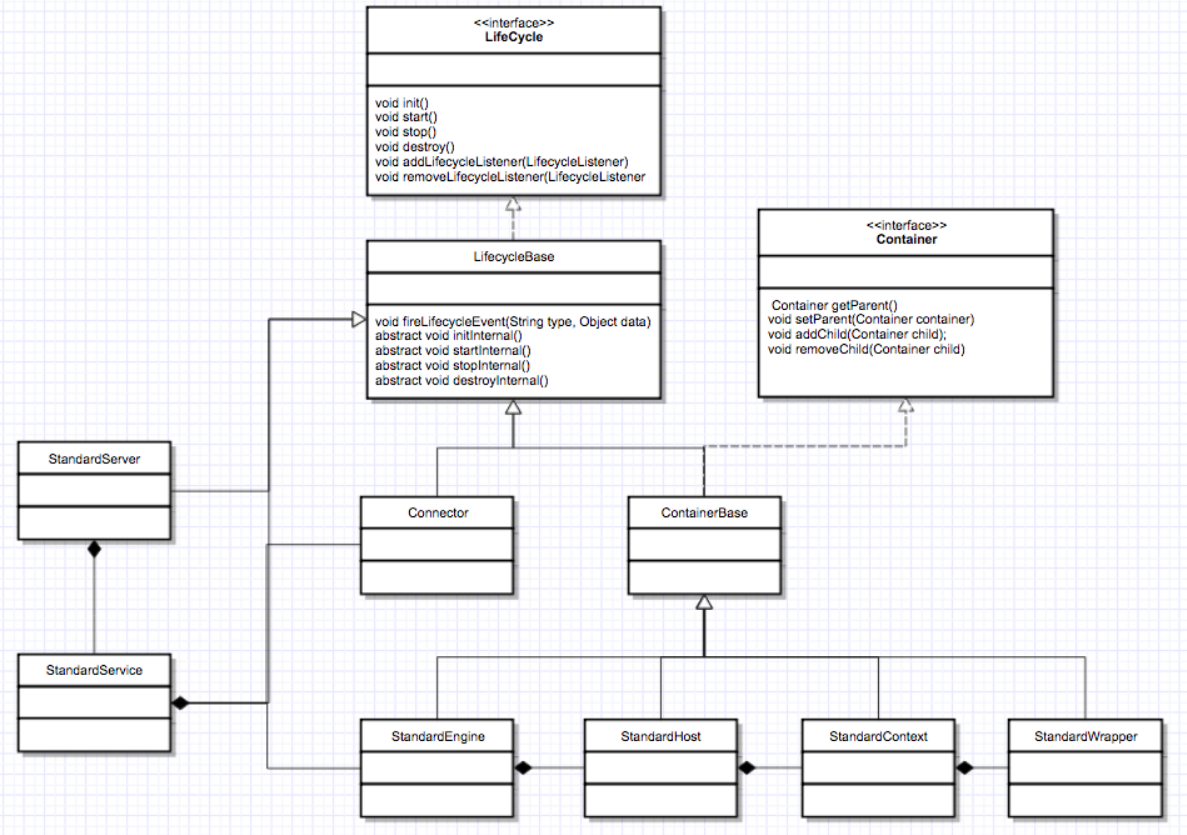 <<interface>>
LifeCycle
void init()
void start()
void stop()
void destroy()
void addLifecycleListener(LifecycleListener)
void removeLifecycleListener(LifecycleListener
<<interface>>
Container
Container getParent()
void setParent(Container container)
void addChild(Container child);
void removeChild(Container child)
LifecycleBase
void fireLifecycleEvent(String type, Object data)
abstract void initInternal()
abstract void startInternal()
abstract void stopInternal()
abstract void destroyInternal()
StandardServer
Connector
ContainerBase
StandardService
StandardEngine
StandardHost
StandardContext
StandardWrapper